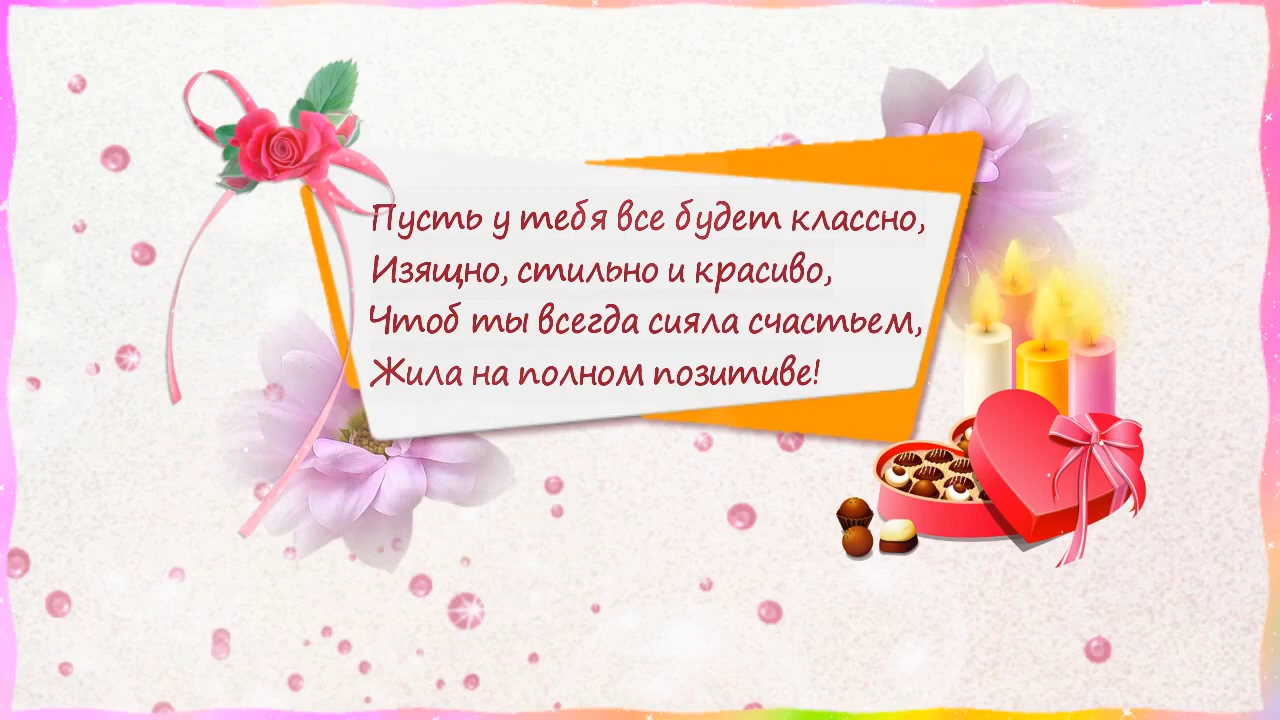 Пусть у тебя все будет классно,
Изящно, стильно и красиво,
Чтоб ты всегда сияла счастьем,
Жила на полном позитиве!